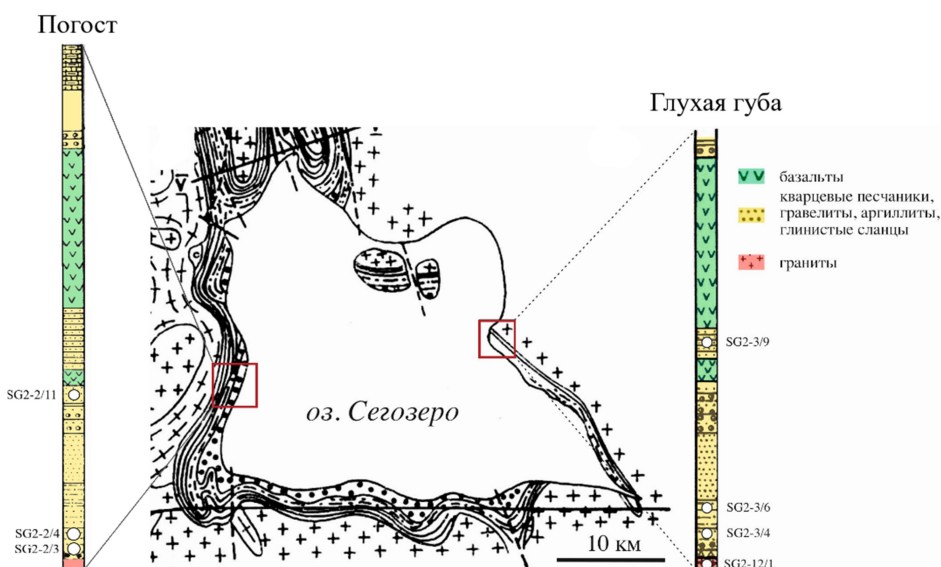 Погост
Глухая губа
базальты
кварцевые песчаники,
гравелиты, аргиллиты,
глинистые сланцы
граниты
SG2-3/9
SG2-2/11
оз. Сегозеро
SG2-3/6
SG2-2/4
SG2-3/4
SG2-2/3
10 км
SG2-12/1